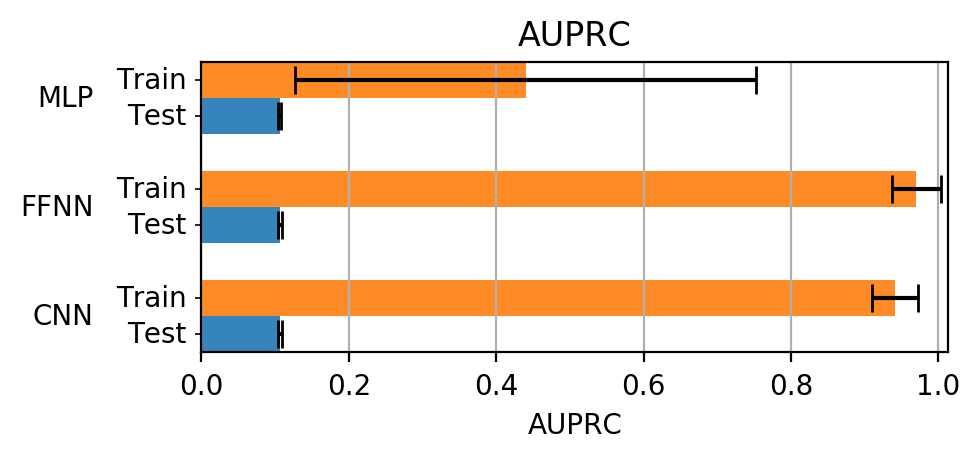 AUPRC
MLP
Train
Test
FFNN
Train
Test
CNN
Train
Test
0.0 0.2 0.4 0.6 0.8 1.0
AUPRC